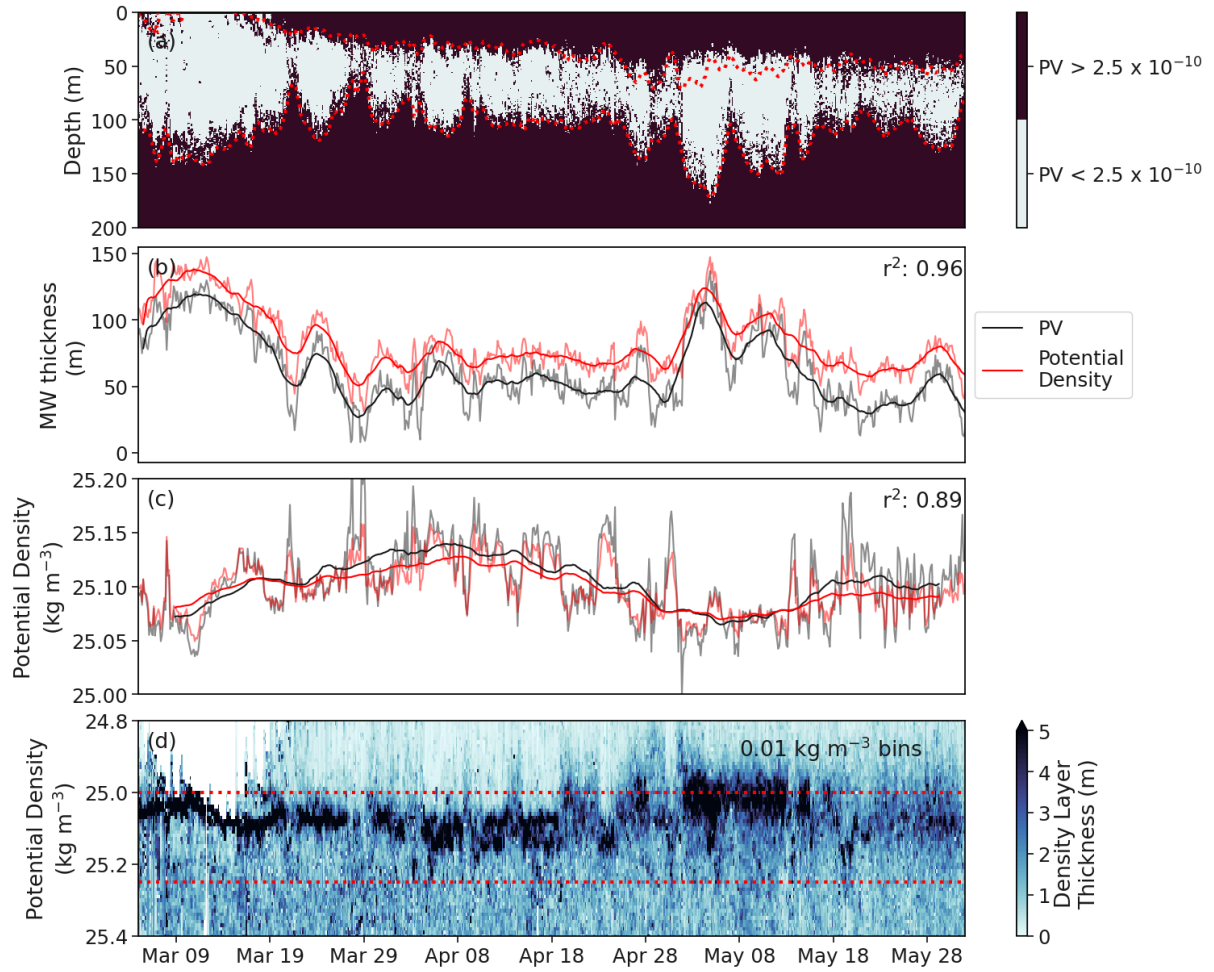 0
50
100
150
200
Depth (m)
(a)
PV > 2.5 x 10⁻¹⁰
PV < 2.5 x 10⁻¹⁰
150
100
50
0
MW thickness
(m)
(b)
r²: 0.96
PV
Potential
Density
25.20
25.15
25.10
25.05
25.00
Potential Density
(kg m⁻³)
(c)
r²: 0.89
24.8
25.0
25.2
25.4
Potential Density
(kg m⁻³)
(d)
0.01 kg m⁻³ bins
5
4
3
2
1
0
Density Layer
Thickness (m)
Mar 09 Mar 19 Mar 29 Apr 08 Apr 18 Apr 28 May 08 May 18 May 28